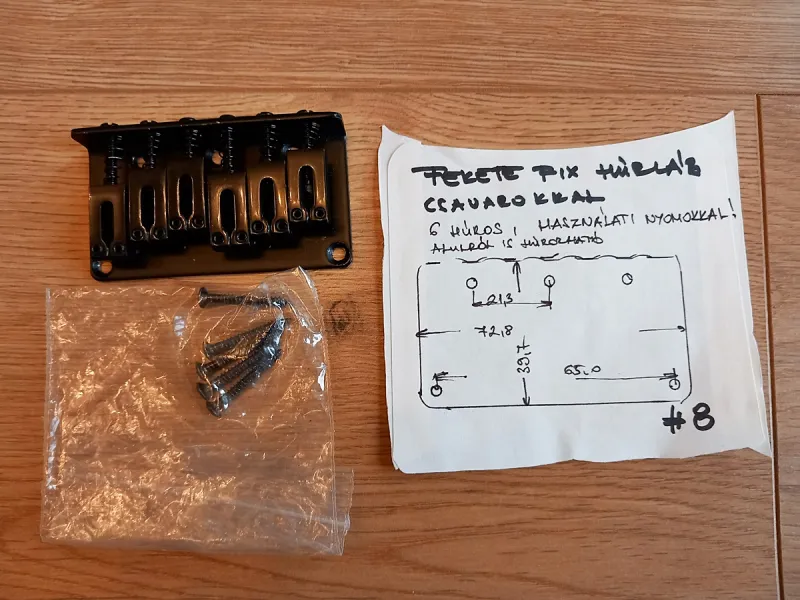 FEKETE FIX HÚRLÁB
CSAVAROKKAL
6 HÚROS, HASZNÁLATI NYOMOKKAL!
ALULRÓL IS HÚROZHATÓ
21,3
72,8
39,7
65,0
#8